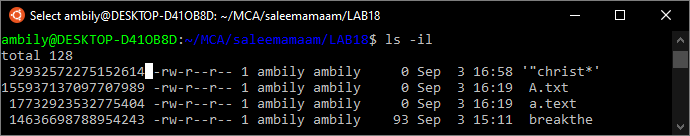 Select ambily@DESKTOP-D41OB8D: ~/MCA/saleemamaam/LAB18
ambily@DESKTOP-D41OB8D:~/MCA/saleemamaam/LAB18$ ls -il
total 128
32932572275152614 -rw-r--r-- 1 ambily ambily 0 Sep 3 16:58 '"christ*'
155937137097707989 -rw-r--r-- 1 ambily ambily 0 Sep 3 16:16 A.txt
17732923532775404 -rw-r--r-- 1 ambily ambily 0 Sep 3 16:16 a.text
14636698788954243 -rw-r--r-- 1 ambily ambily 93 Sep 3 15:11 breakthe